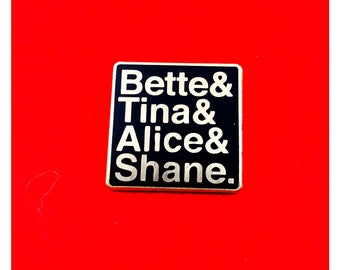 Bette&
Tina&
Alice&
Shane.